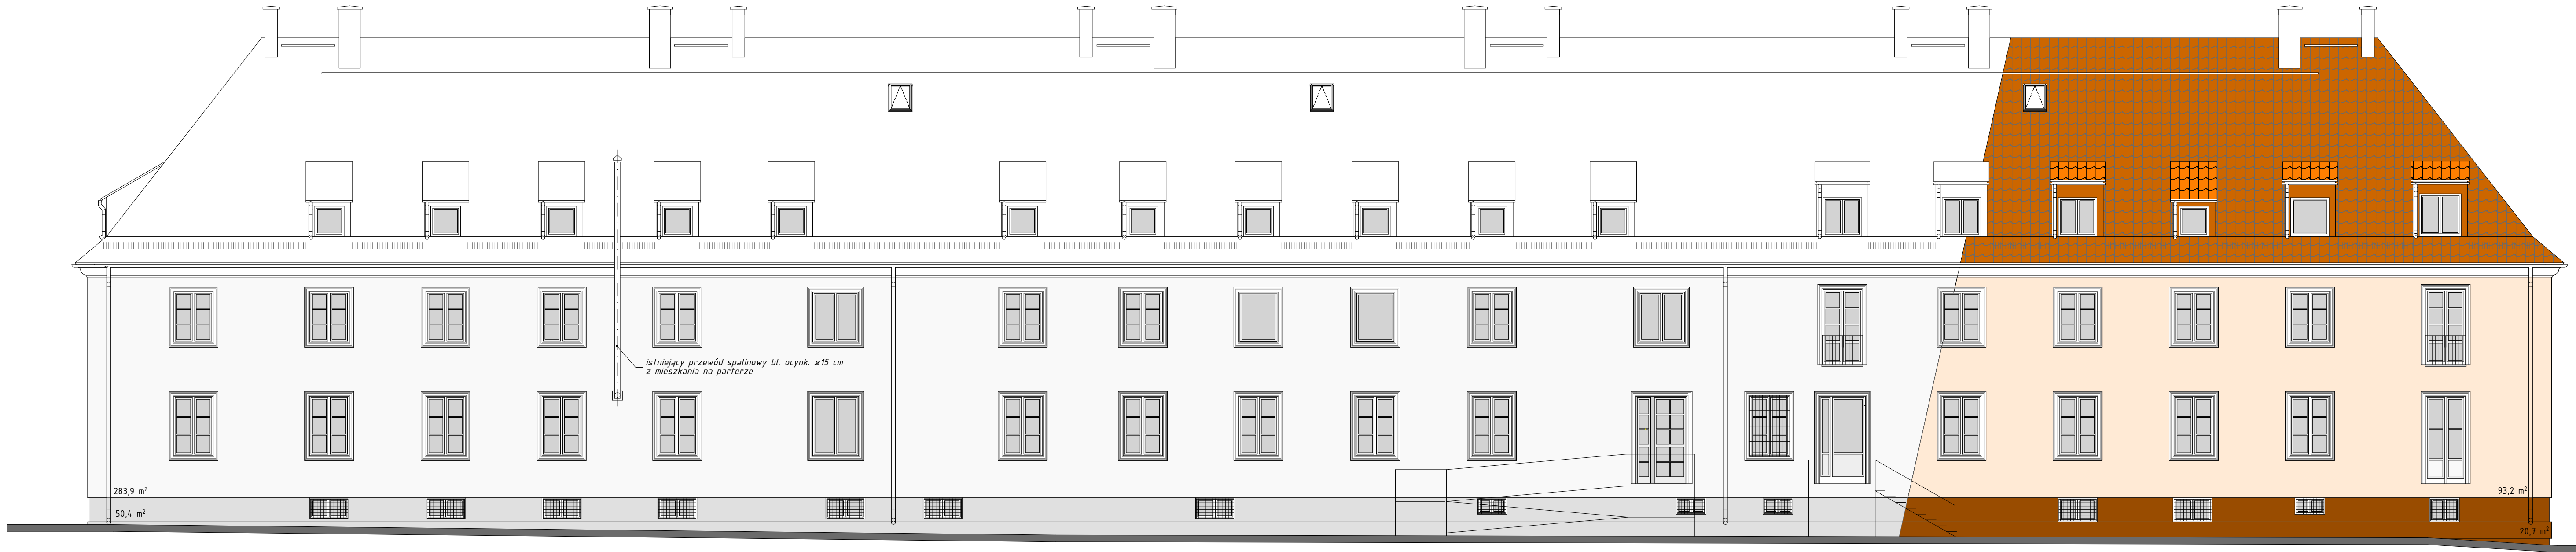 istniejący przewód spalinowy bl. ocynk. ø15 cm
z mieszkania na parterze
283,9 m²
93,2 m²
50,4 m²
20,7 m²